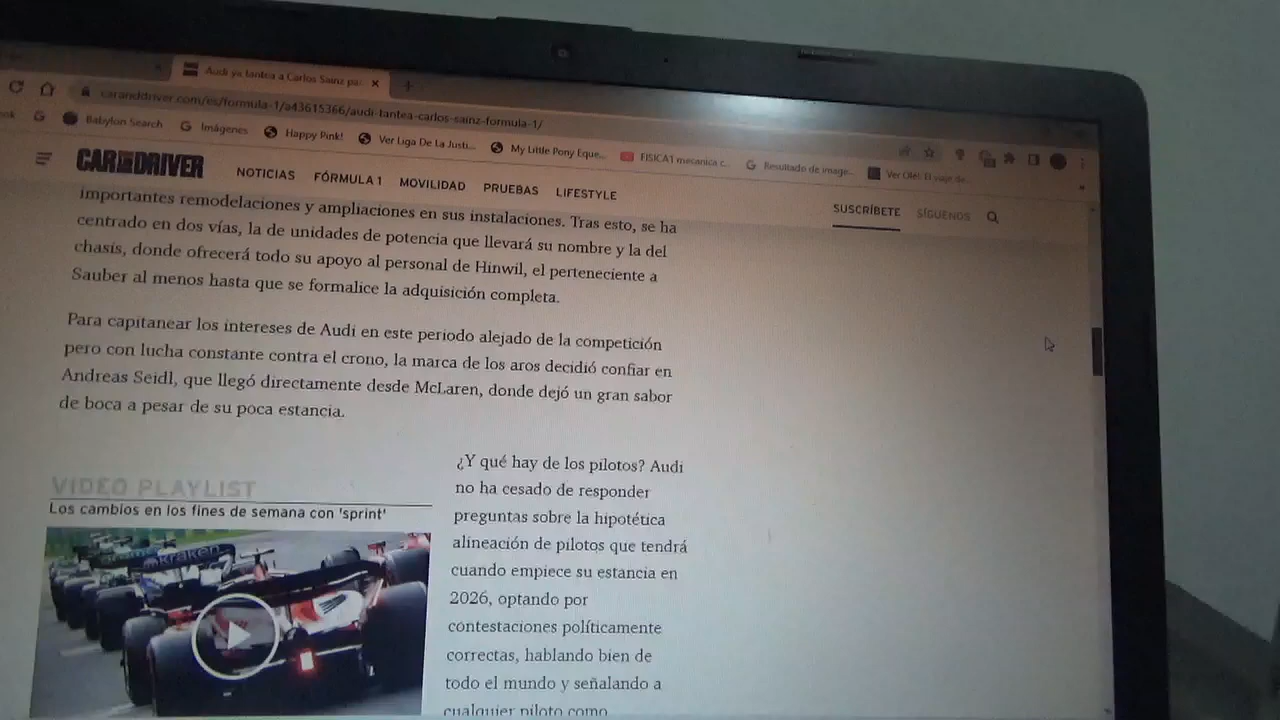 Audi ya tantea a Carlos Sainz pa
caranddriver.com/es/formula-1/a43615366/audi-tantea-carlos-sainz-formula-1/
Babylon Search
Imágenes
Happy Pink!
Ver Liga De La Justi...
My Little Pony Eque...
FISICA1 mecanica c...
Resultado de image...
Ver Olé! El viaje de...
CAR AND DRIVER
NOTICIAS
FÓRMULA 1
MOVILIDAD
PRUEBAS
LIFESTYLE
SUSCRÍBETE
SÍGUENOS
importantes remodelaciones y ampliaciones en sus instalaciones. Tras esto, se ha
centrado en dos vías, la de unidades de potencia que llevará su nombre y la del
chasis, donde ofrecerá todo su apoyo al personal de Hinwil, el perteneciente a
Sauber al menos hasta que se formalice la adquisición completa.
Para capitanear los intereses de Audi en este periodo alejado de la competición
pero con lucha constante contra el crono, la marca de los aros decidió confiar en
Andreas Seidl, que llegó directamente desde McLaren, donde dejó un gran sabor
de boca a pesar de su poca estancia.
VIDEO PLAYLIST
Los cambios en los fines de semana con 'sprint'
kraken
¿Y qué hay de los pilotos? Audi
no ha cesado de responder
preguntas sobre la hipotética
alineación de pilotos que tendrá
cuando empiece su estancia en
2026, optando por
contestaciones políticamente
correctas, hablando bien de
todo el mundo y señalando a
cualquier piloto como